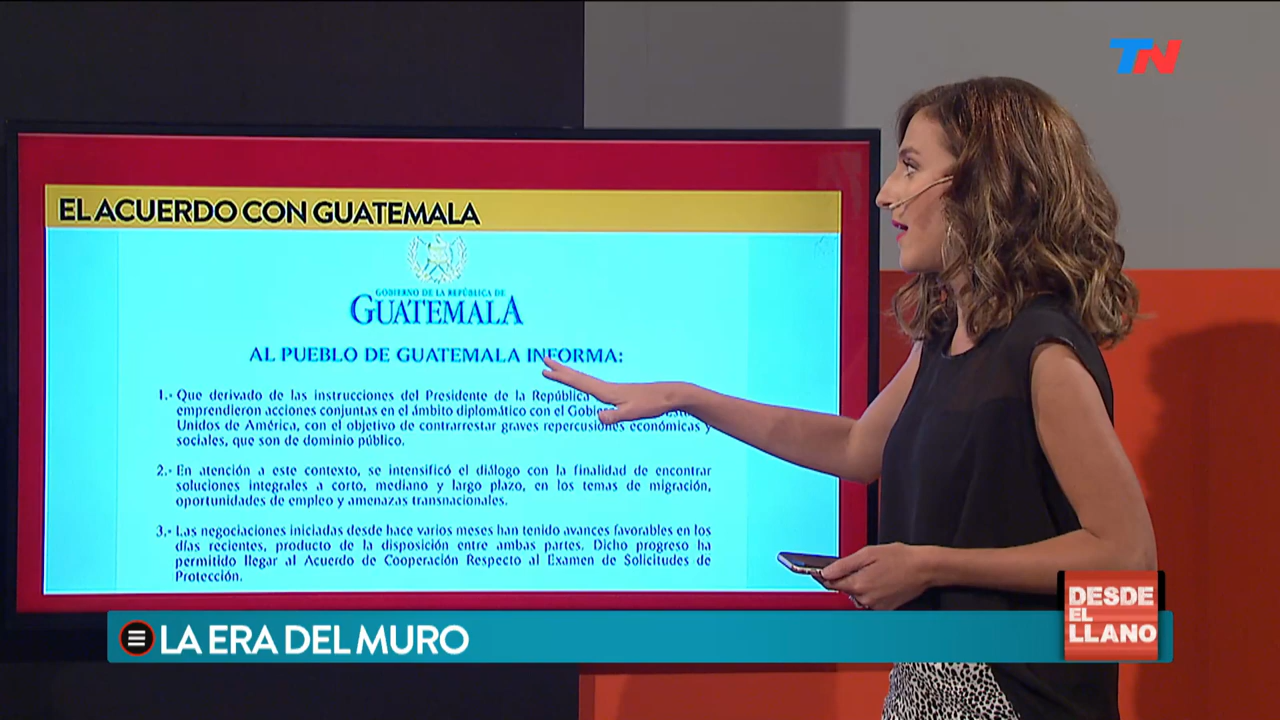 TN
EL ACUERDO CON GUATEMALA
GOBIERNO DE LA REPÚBLICA DE
GUATEMALA
AL PUEBLO DE GUATEMALA INFORMA:
1.- Que derivado de las instrucciones del Presidente de la República
emprendieron acciones conjuntas en el ámbito diplomático con el
Unidos de América, con el objetivo de contrarrestar graves repercusiones económicas y
sociales, que son de dominio público.
2.- En atención a este contexto, se intensificó el diálogo con la finalidad de encontrar
soluciones integrales a corto, mediano y largo plazo, en los temas de migración,
oportunidades de empleo y amenazas transnacionales.
3.- Las negociaciones iniciadas desde hace varios meses han tenido avances favorables en los
días recientes, producto de la disposición entre ambas partes. Dicho progreso ha
permitido llegar al Acuerdo de Cooperación Respecto al Examen de Solicitudes de
Protección.
LA ERA DEL MURO
DESDE
EL
LLANO